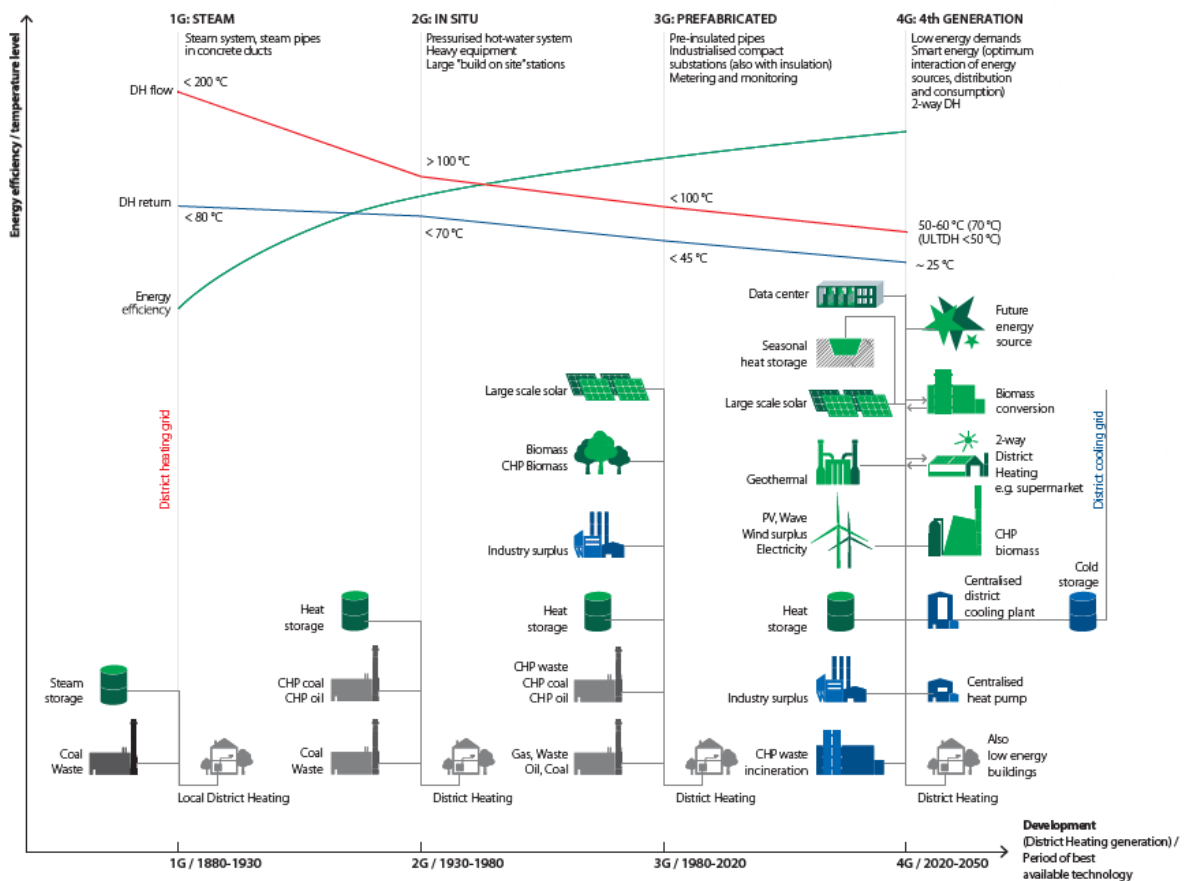 1G: STEAM
Steam system, steam pipes
in concrete ducts
2G: IN SITU
Pressurised hot-water system
Heavy equipment
Large "build on site" stations
3G: PREFABRICATED
Pre-insulated pipes
Industrialised compact
substations (also with insulation)
Metering and monitoring
4G: 4th GENERATION
Low energy demands
Smart energy (optimum
interaction of energy
sources, distribution
and consumption)
2-way DH
Energy efficiency / temperature level
DH flow
< 200 °C
> 100 °C
< 100 °C
50-60 °C (70 °C)
(ULTDH <50 °C)
DH return
< 80 °C
< 70 °C
< 45 °C
~ 25 °C
Energy
efficiency
District heating grid
Large scale solar
Biomass
CHP Biomass
Industry surplus
Data center
Seasonal
heat storage
Large scale solar
Geothermal
PV, Wave
Wind surplus
Electricity
Future
energy
source
Biomass
conversion
2-way
District
Heating
e.g. supermarket
CHP
biomass
District cooling grid
Steam
storage
Coal
Waste
Local District Heating
Heat
storage
CHP coal
CHP oil
Coal
Waste
District Heating
Heat
storage
CHP waste
CHP coal
CHP oil
Gas, Waste
Oil, Coal
District Heating
Heat
storage
Industry surplus
CHP waste
incineration
Centralised
district
cooling plant
Cold
storage
Centralised
heat pump
Also
low energy
buildings
District Heating
1G / 1880-1930
2G / 1930-1980
3G / 1980-2020
4G / 2020-2050
Development
(District Heating generation) /
Period of best
available technology